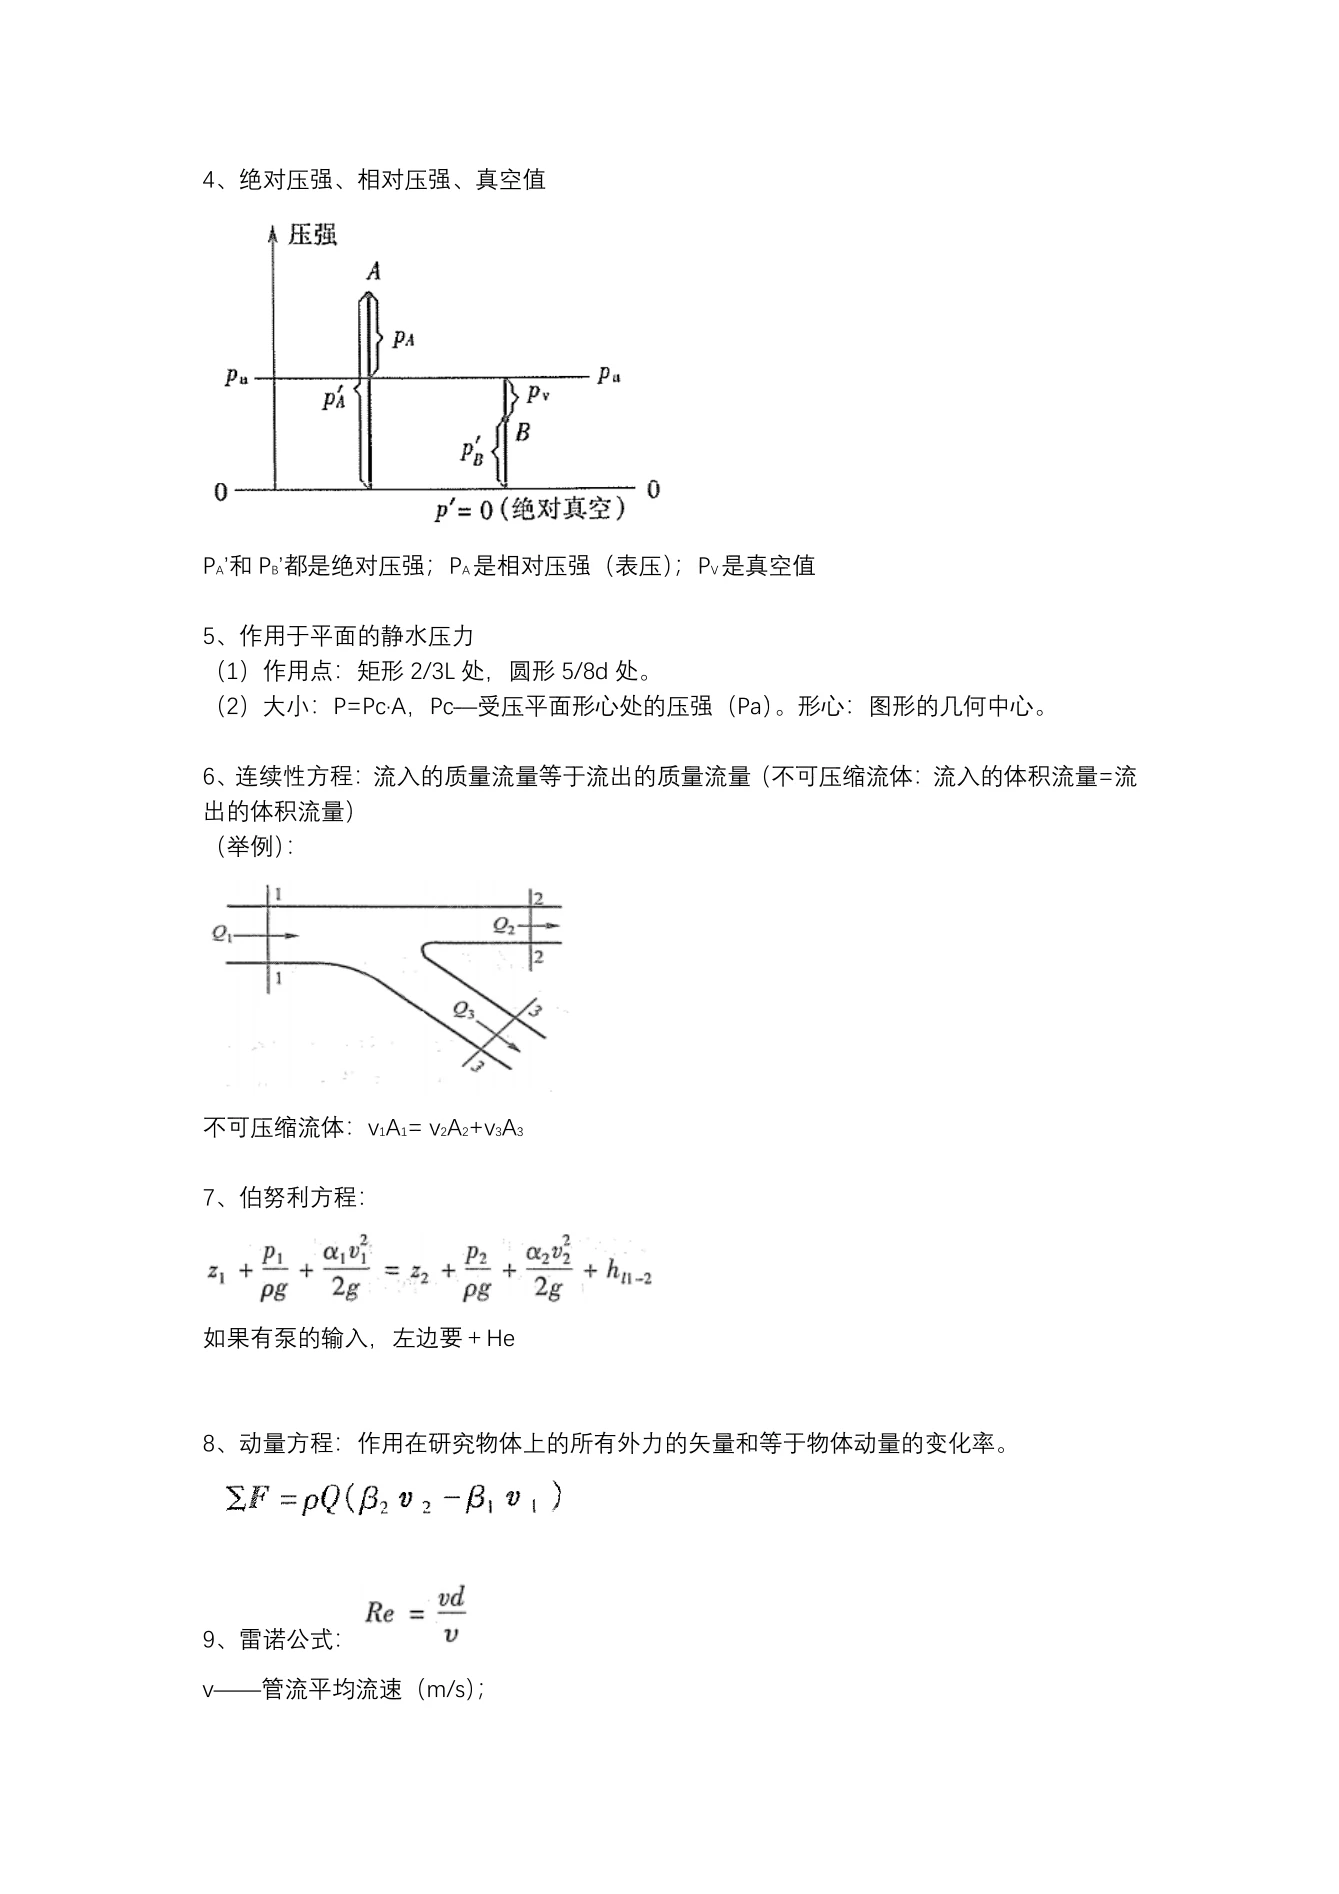 4、绝对压强、相对压强、真空值
压强
A
pA
pa
pa
p′A
pv
B
p′B
0
0
p′= 0 (绝对真空)
PA'和 PB'都是绝对压强；PA 是相对压强（表压）；PV 是真空值
5、作用于平面的静水压力
（1）作用点：矩形 2/3L 处，圆形 5/8d 处。
（2）大小：P=Pc·A，Pc—受压平面形心处的压强（Pa）。形心：图形的几何中心。
6、连续性方程：流入的质量流量等于流出的质量流量（不可压缩流体：流入的体积流量=流
出的体积流量）
（举例）：
1
2
Q₁
Q₂
1
2
Q₃
3
3
不可压缩流体：v₁A₁= v₂A₂+v₃A₃
7、伯努利方程：
z₁ + p₁/ρg + α₁v₁²/2g = z₂ + p₂/ρg + α₂v₂²/2g + hl1-2
如果有泵的输入，左边要＋He
8、动量方程：作用在研究物体上的所有外力的矢量和等于物体动量的变化率。
∑F =ρQ(β₂ v ₂ −β₁ v ₁ )
9、雷诺公式： Re = vd/υ
v——管流平均流速（m/s）；